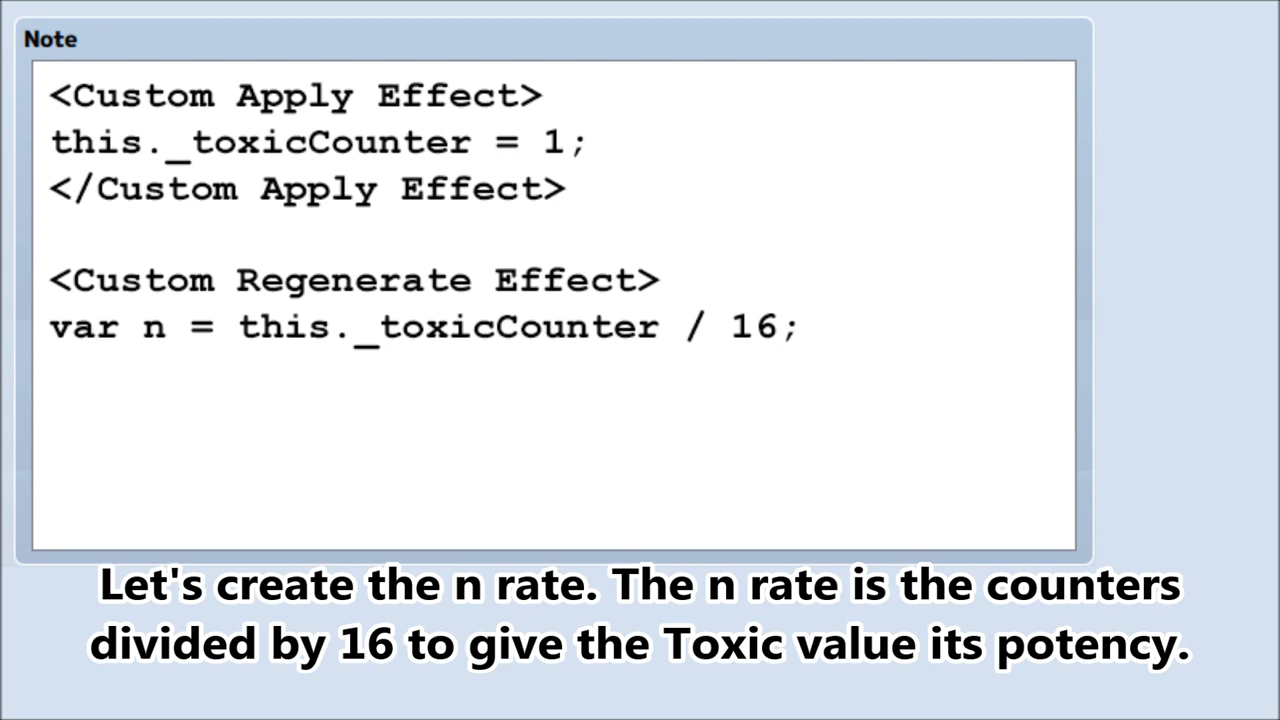 Note
<Custom Apply Effect>
this._toxicCounter = 1;
</Custom Apply Effect>
<Custom Regenerate Effect>
var n = this._toxicCounter / 16;
Let's create the n rate. The n rate is the counters
divided by 16 to give the Toxic value its potency.